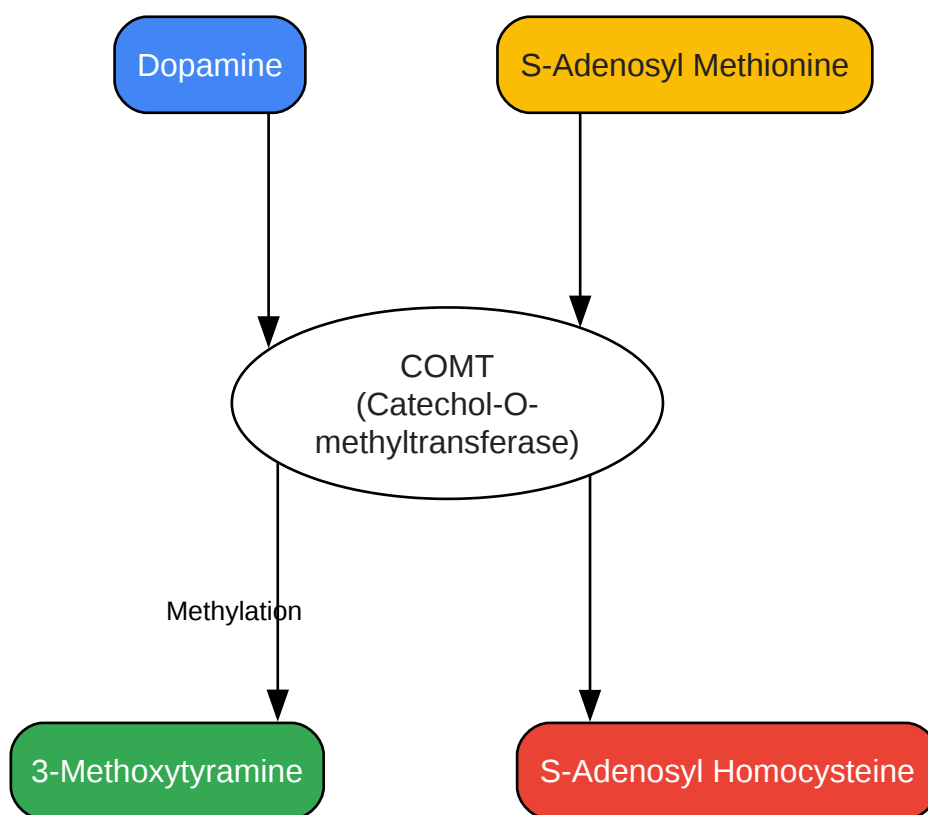 Dopamine
S-Adenosyl Methionine
COMT
(Catechol-O-
methyltransferase)
Methylation
3-Methoxytyramine
S-Adenosyl Homocysteine